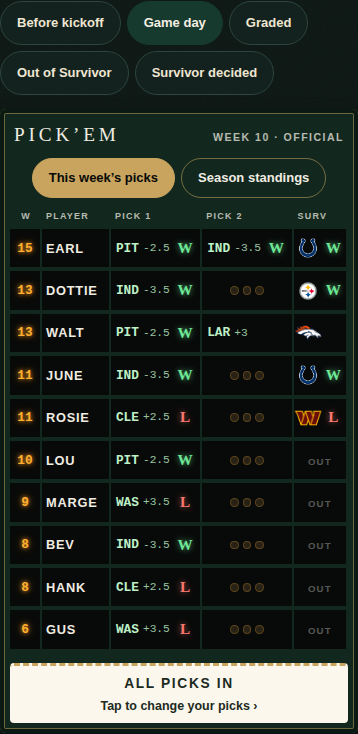 Before kickoff Game day Graded
Out of Survivor Survivor decided
PICK'EM WEEK 10 · OFFICIAL
This week's picks Season standings
W PLAYER PICK 1 PICK 2 SURV
15 EARL PIT -2.5 W IND -3.5 W W
13 DOTTIE IND -3.5 W W
13 WALT PIT -2.5 W LAR +3
11 JUNE IND -3.5 W W
11 ROSIE CLE +2.5 L L
10 LOU PIT -2.5 W OUT
9 MARGE WAS +3.5 L OUT
8 BEV IND -3.5 W OUT
8 HANK CLE +2.5 L OUT
6 GUS WAS +3.5 L OUT
ALL PICKS IN
Tap to change your picks ›